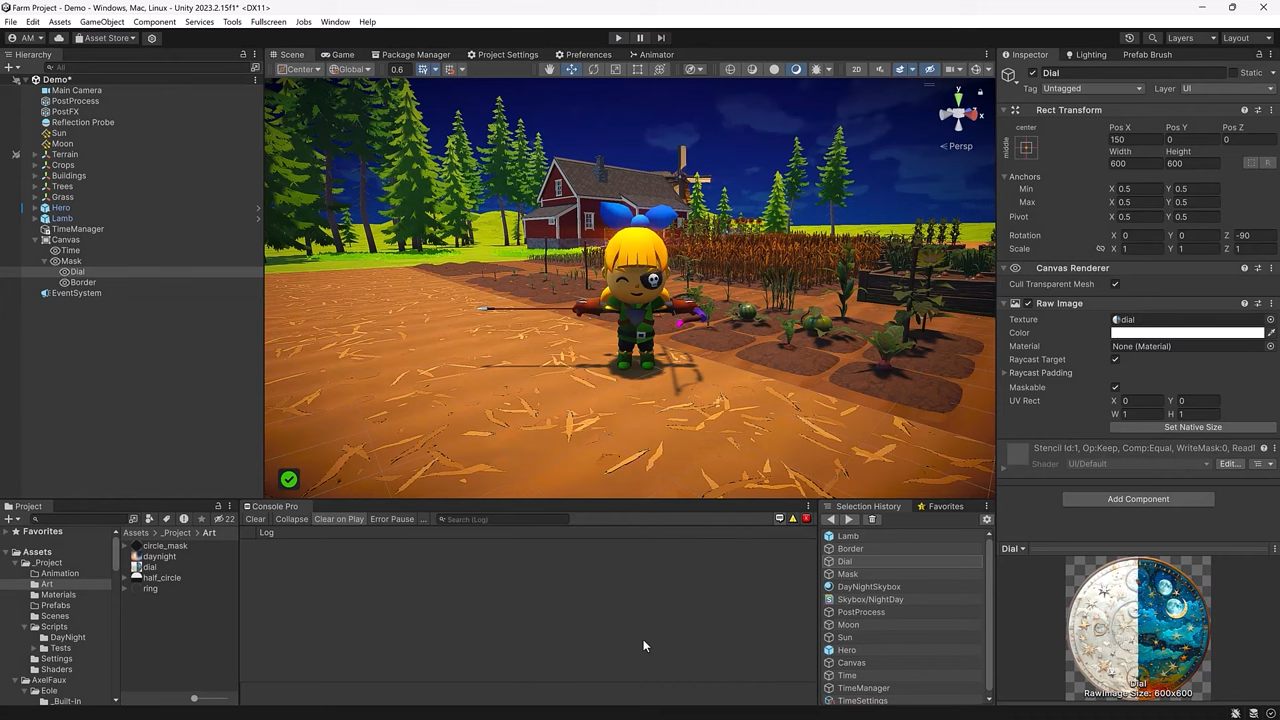 Farm Project - Demo - Windows, Mac, Linux - Unity 2023.2.15f1* <DX11>
File Edit Assets GameObject Component Services Tools Fullscreen Jobs Window Help
AM Asset Store Layers Layout
Hierarchy
All
Demo*
Main Camera
PostProcess
PostFX
Reflection Probe
Sun
Moon
Terrain
Crops
Buildings
Trees
Grass
Hero
Lamb
TimeManager
Canvas
Time
Mask
Dial
Border
EventSystem
Scene Game Package Manager Project Settings Preferences Animator
Center Global 0.6 2D
y
x
Persp
Inspector Lighting Prefab Brush
Dial Static
Tag Untagged Layer UI
Rect Transform
center Pos X Pos Y Pos Z
middle 150 0 0
Width Height
600 600 R
Anchors
Min X 0.5 Y 0.5
Max X 0.5 Y 0.5
Pivot X 0.5 Y 0.5
Rotation X 0 Y 0 Z -90
Scale X 1 Y 1 Z 1
Canvas Renderer
Cull Transparent Mesh
Raw Image
Texture dial
Color
Material None (Material)
Raycast Target
Raycast Padding
Maskable
UV Rect X 0 Y 0
W 1 H 1
Set Native Size
Stencil Id:1, Op:Keep, Comp:Equal, WriteMask:0, Readl
Shader UI/Default Edit...
Add Component
Dial
Dial
RawImage Size: 600x600
Project
22
Favorites
Assets
_Project
Animation
Art
Materials
Prefabs
Scenes
Scripts
DayNight
Tests
Settings
Shaders
AxelFaux
Eole
_Built-In
Assets > _Project > Art
circle_mask
daynight
dial
half_circle
ring
Console Pro
Clear Collapse Clear on Play Error Pause ... Search (Log)
Log
Selection History Favorites
Lamb
Border
Dial
Mask
DayNightSkybox
Skybox/NightDay
PostProcess
Moon
Sun
Hero
Canvas
Time
TimeManager
TimeSettings